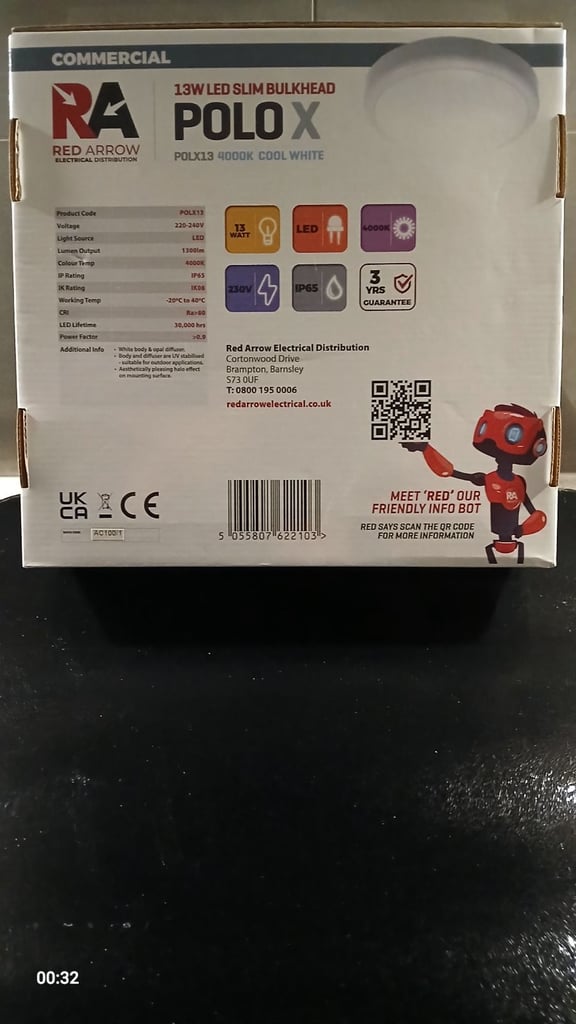 COMMERCIAL
RA
RED ARROW
ELECTRICAL DISTRIBUTION
13W LED SLIM BULKHEAD
POLO X
POLX13 4000K COOL WHITE
Product Code POLX13
Voltage 220-240V
Light Source LED
Lumen Output 1300lm
Colour Temp 4000K
IP Rating IP65
IK Rating IK08
Working Temp -20°C to 40°C
CRI Ra>80
LED Lifetime 30,000 hrs
Power Factor >0.9
Additional Info - White body & opal diffuser.
- Body and diffuser are UV stabilised
- suitable for outdoor applications.
- Aesthetically pleasing halo effect
on mounting surface.
13 WATT
LED
4000K
230V
IP65
3 YRS GUARANTEE
Red Arrow Electrical Distribution
Cortonwood Drive
Brampton, Barnsley
S73 0UF
T: 0800 195 0006
redarrowelectrical.co.uk
RA
MEET 'RED' OUR
FRIENDLY INFO BOT
RED SAYS SCAN THE QR CODE
FOR MORE INFORMATION
UK
CA
CE
AC100/1
5 055807 622103 >
00:32